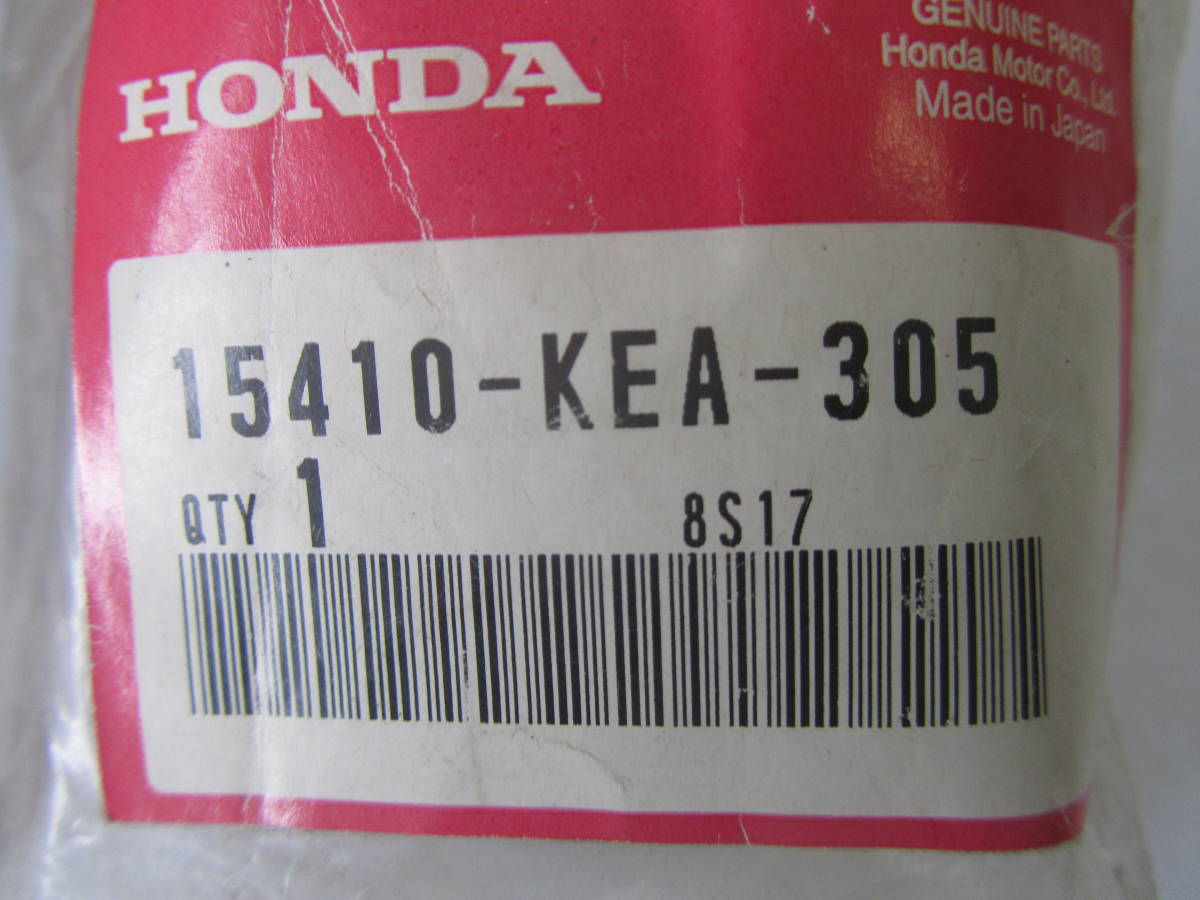 HONDA
GENUINE PARTS
Honda Motor Co., Ltd.
Made in Japan
15410-KEA-305
QTY 1 8S17